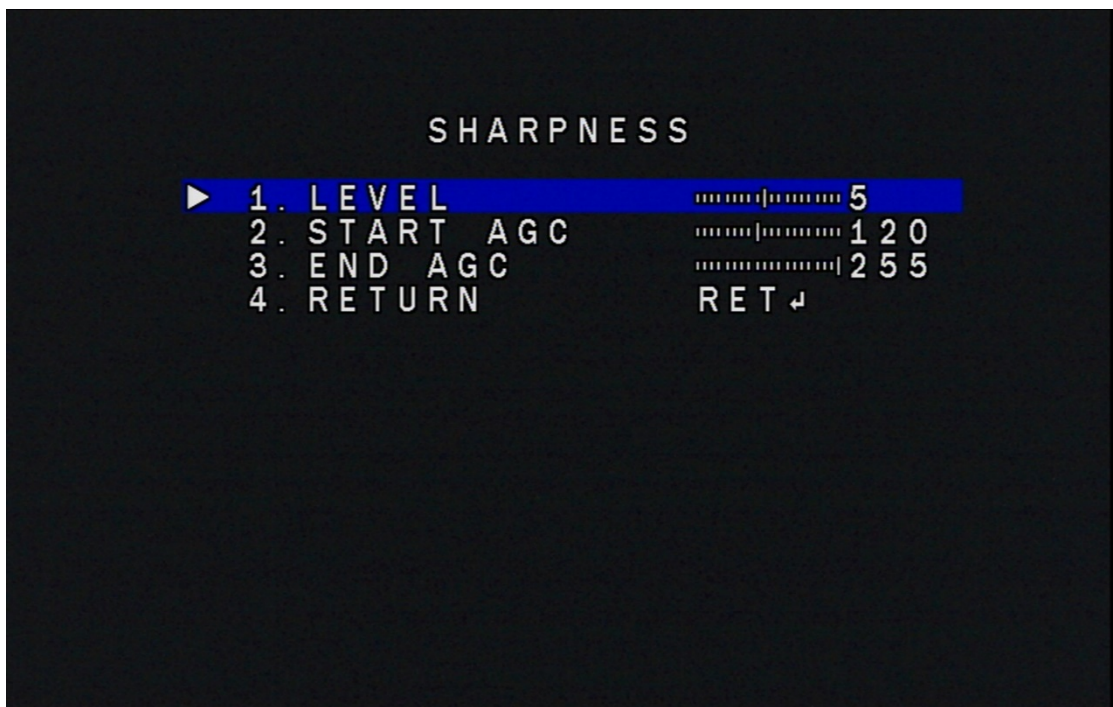 SHARPNESS
1. LEVEL 5
2. START AGC 120
3. END AGC 255
4. RETURN RET↲